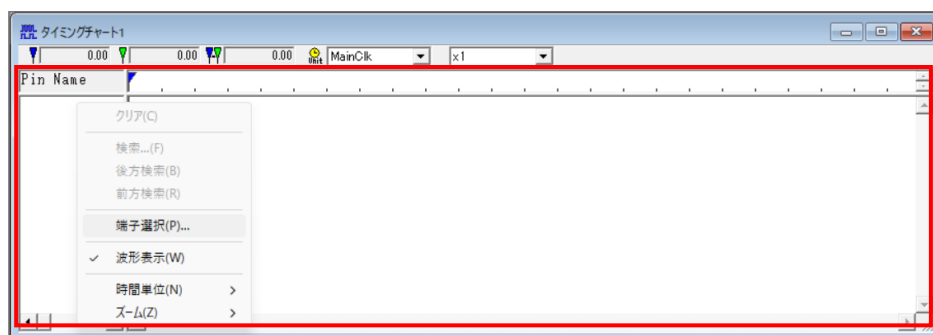 タイミングチャート1
0.00 0.00 0.00 Unit MainClk x1
Pin Name
クリア(C)
検索...(F)
後方検索(B)
前方検索(R)
端子選択(P)...
波形表示(W)
時間単位(N)
ズーム(Z)